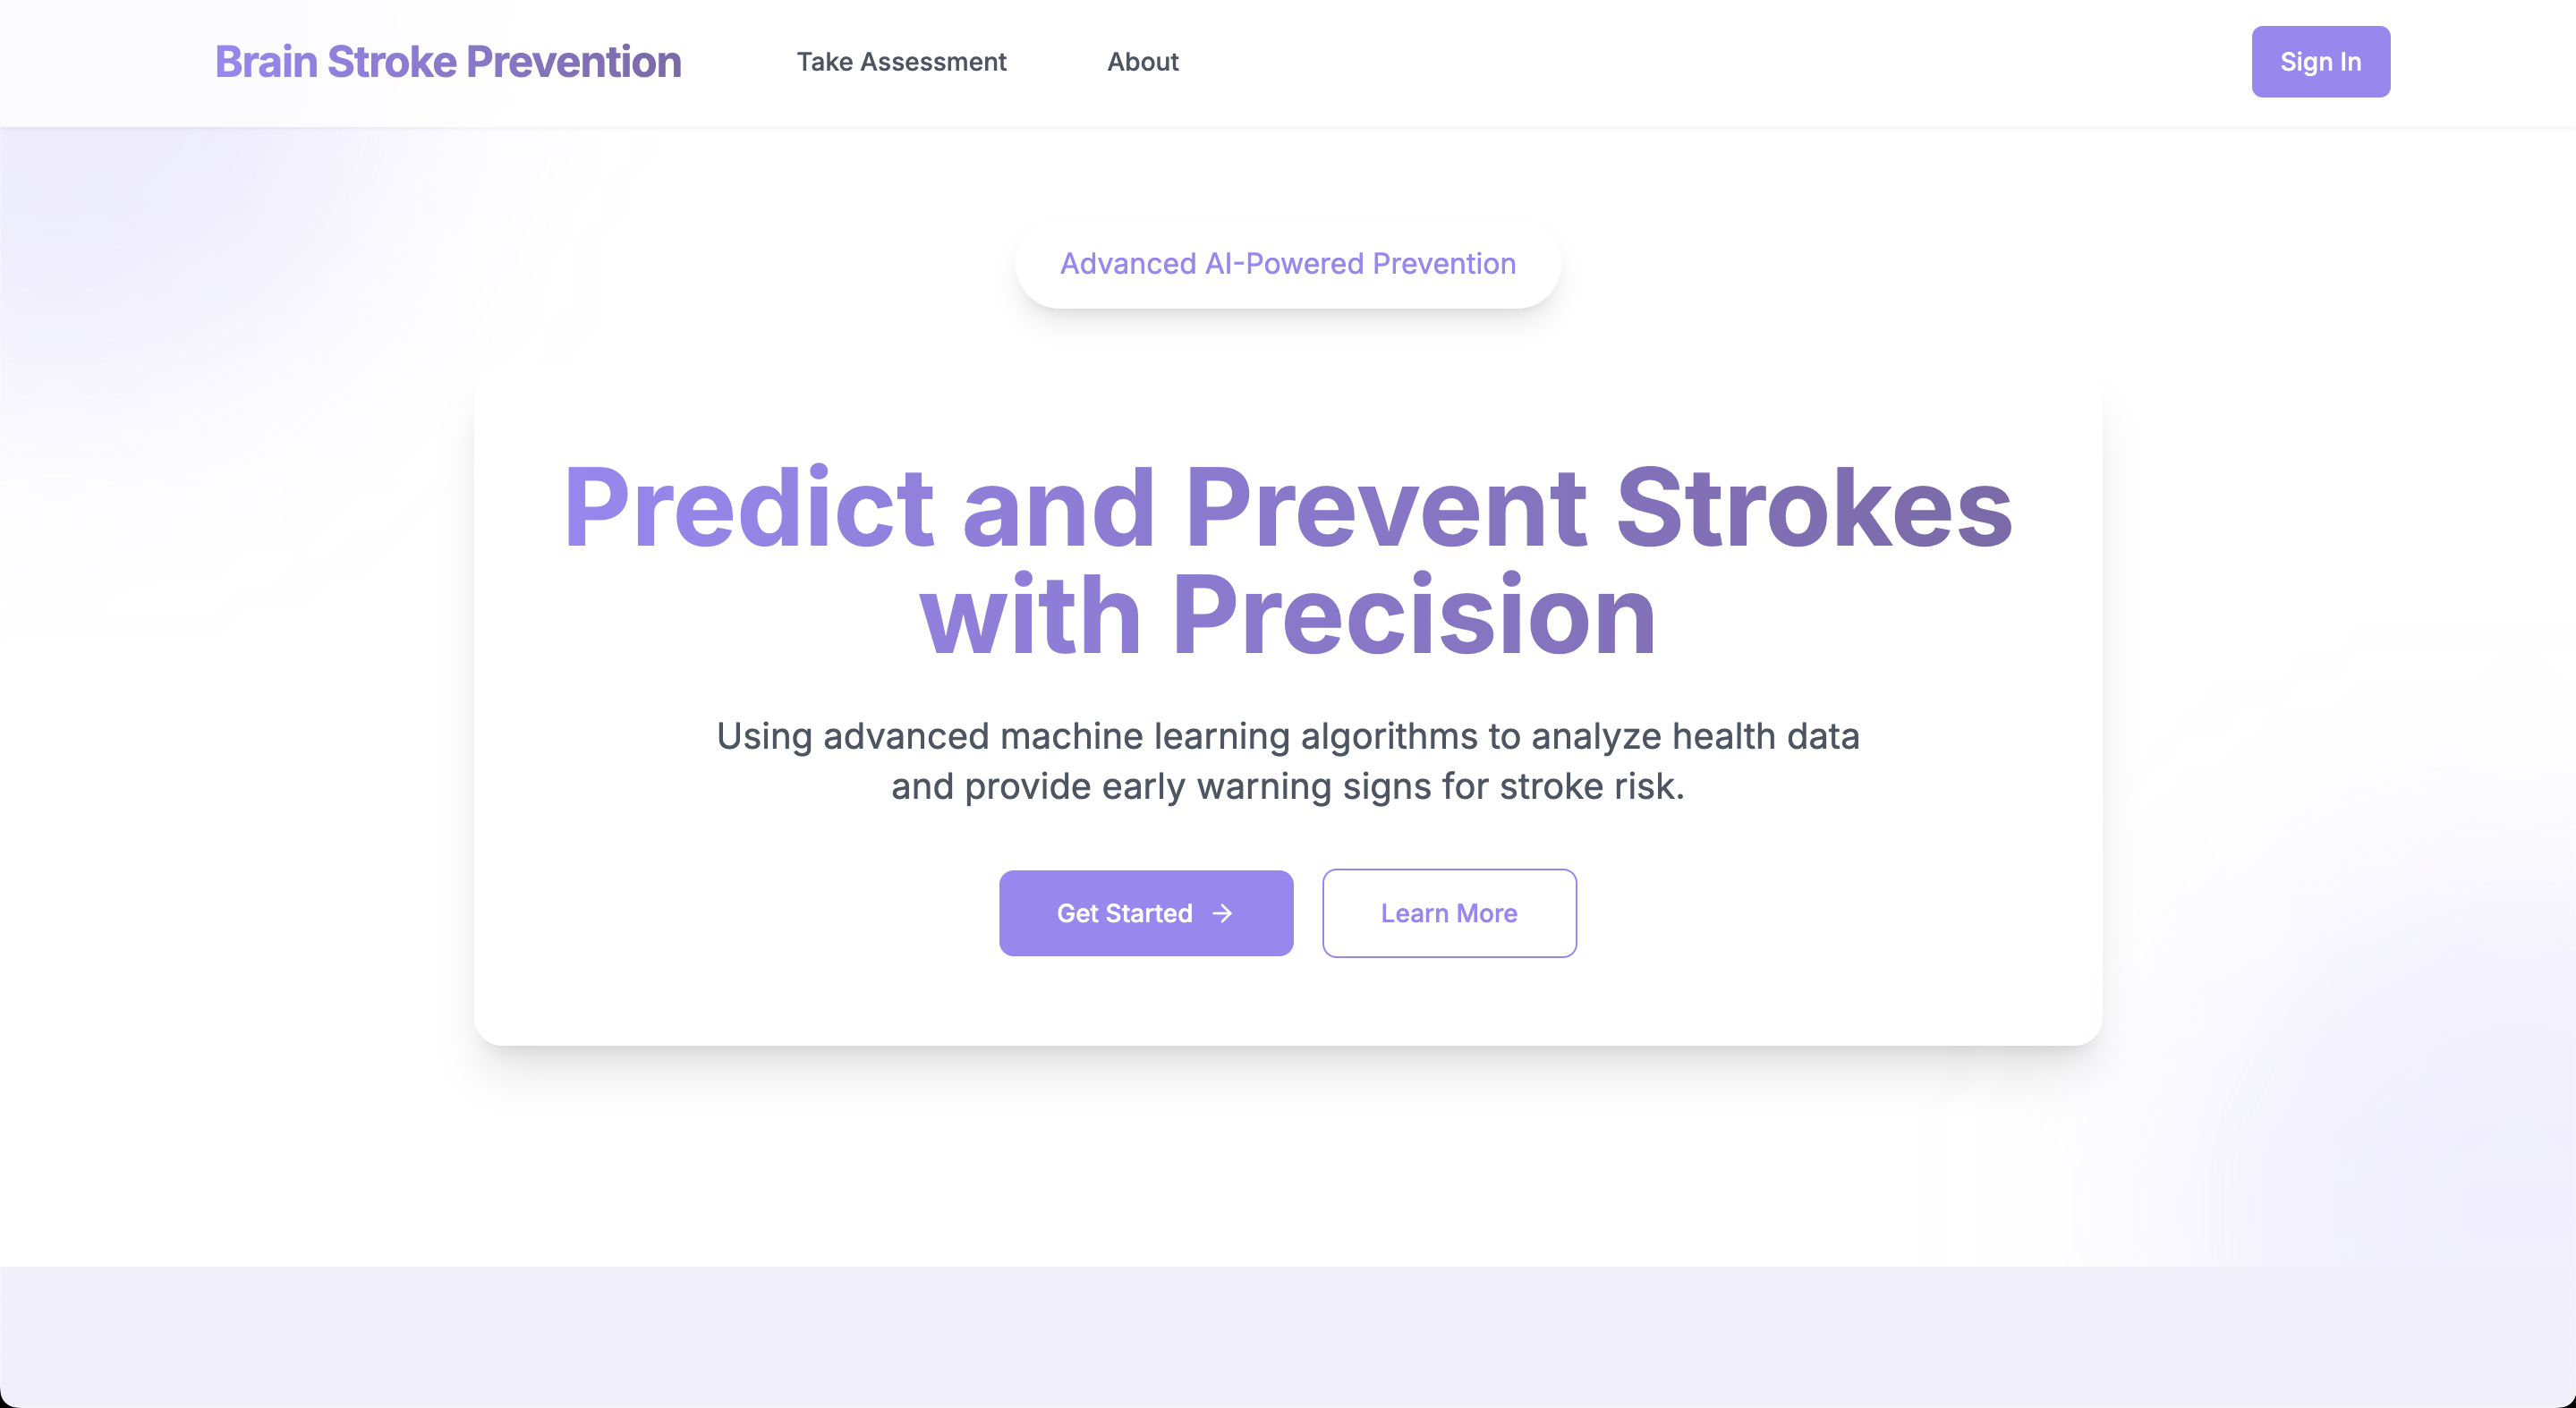 Brain Stroke Prevention
Take Assessment
About
Sign In
Advanced AI-Powered Prevention
Predict and Prevent Strokes
with Precision
Using advanced machine learning algorithms to analyze health data
and provide early warning signs for stroke risk.
Get Started →
Learn More